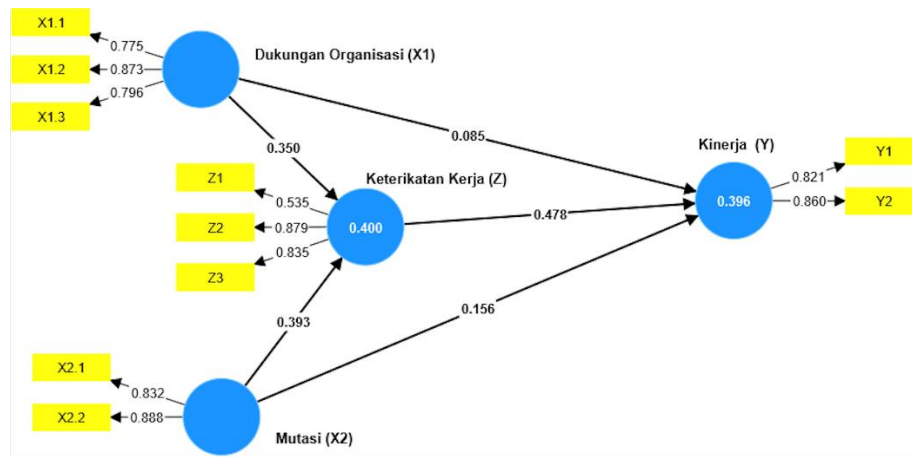 X1.1
0.775
Dukungan Organisasi (X1)
X1.2
0.873
0.796
X1.3
0.085
Kinerja (Y)
0.350
Y1
0.821
Z1
Keterikatan Kerja (Z)
0.535
0.396
Z2
0.879
0.400
0.478
0.860
Y2
0.835
Z3
0.393
0.156
X2.1
0.832
X2.2
0.888
Mutasi (X2)